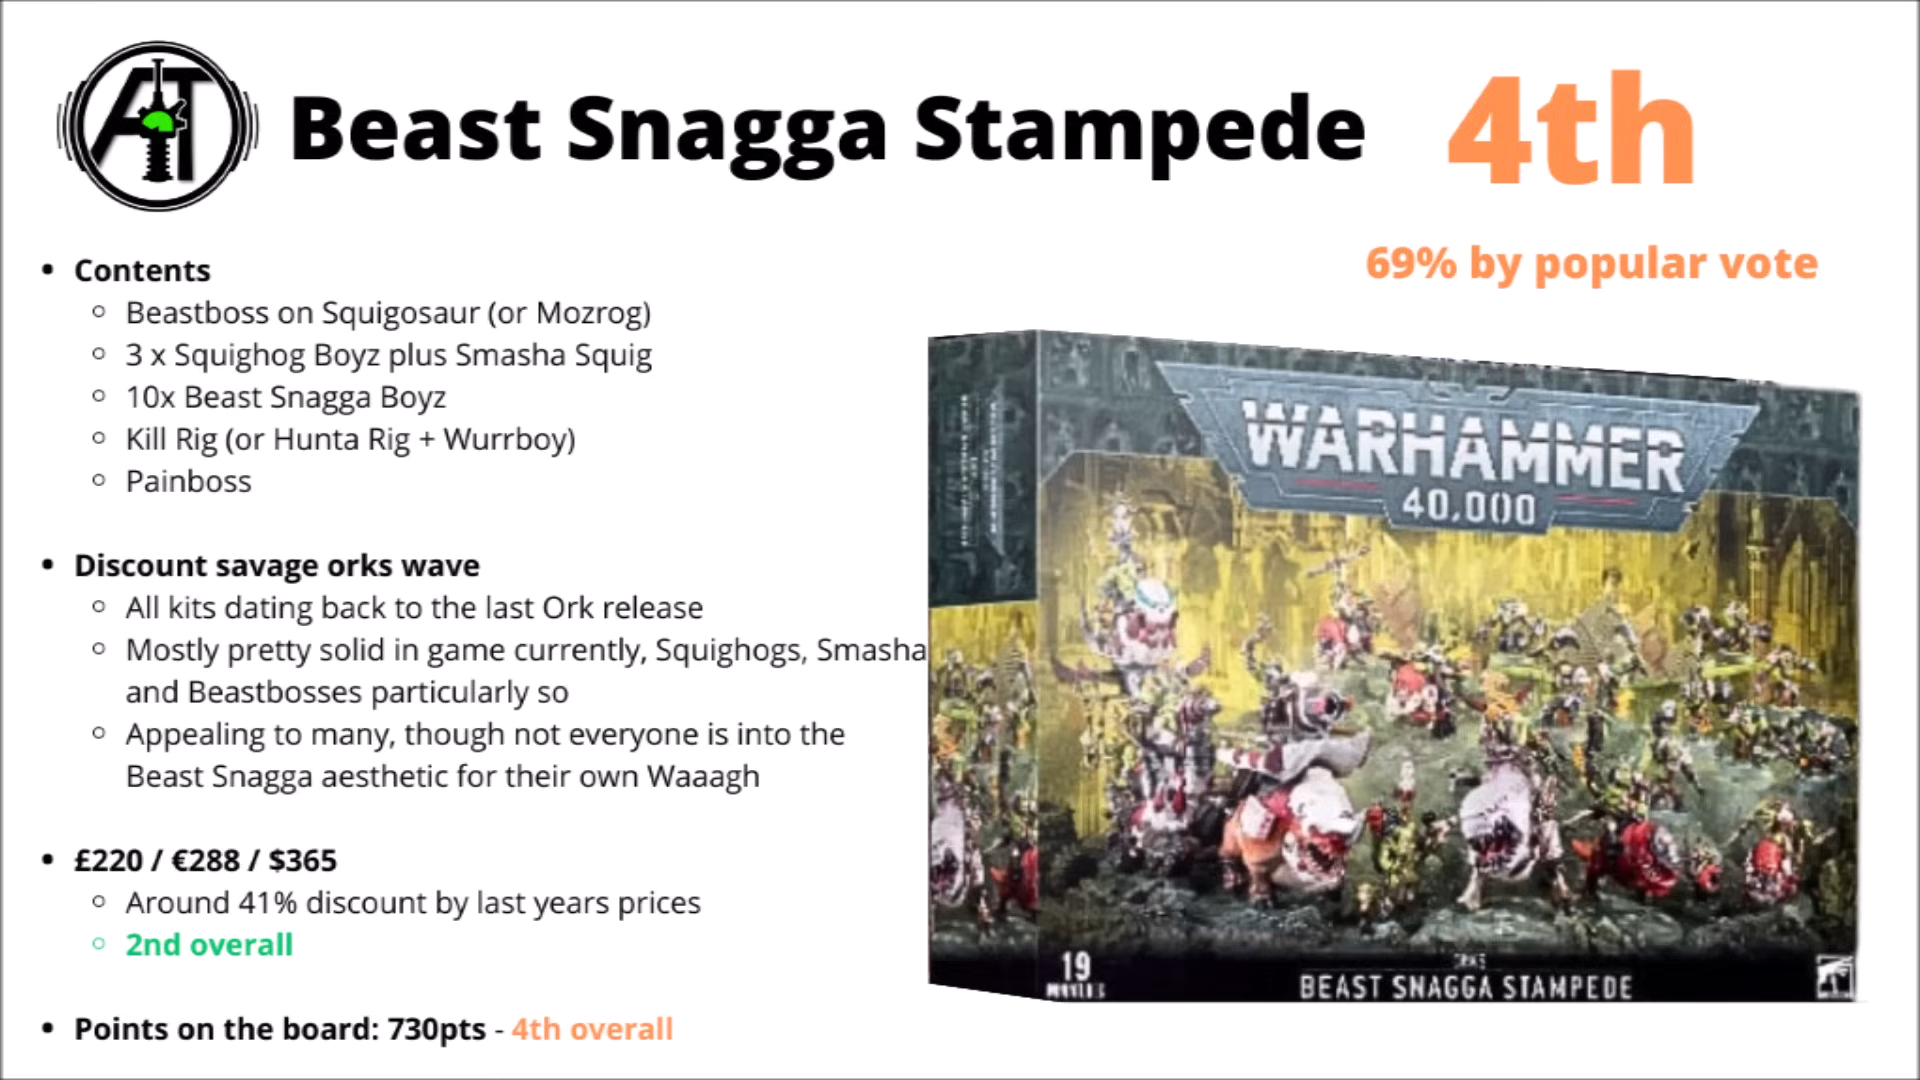 AT
Beast Snagga Stampede
4th
69% by popular vote
• Contents
○ Beastboss on Squigosaur (or Mozrog)
○ 3 x Squighog Boyz plus Smasha Squig
○ 10x Beast Snagga Boyz
○ Kill Rig (or Hunta Rig + Wurrboy)
○ Painboss
• Discount savage orks wave
○ All kits dating back to the last Ork release
○ Mostly pretty solid in game currently, Squighogs, Smasha
and Beastbosses particularly so
○ Appealing to many, though not everyone is into the
Beast Snagga aesthetic for their own Waaagh
• £220 / €288 / $365
○ Around 41% discount by last years prices
○ 2nd overall
• Points on the board: 730pts - 4th overall
WARHAMMER
40,000
19
ORKS
BEAST SNAGGA STAMPEDE